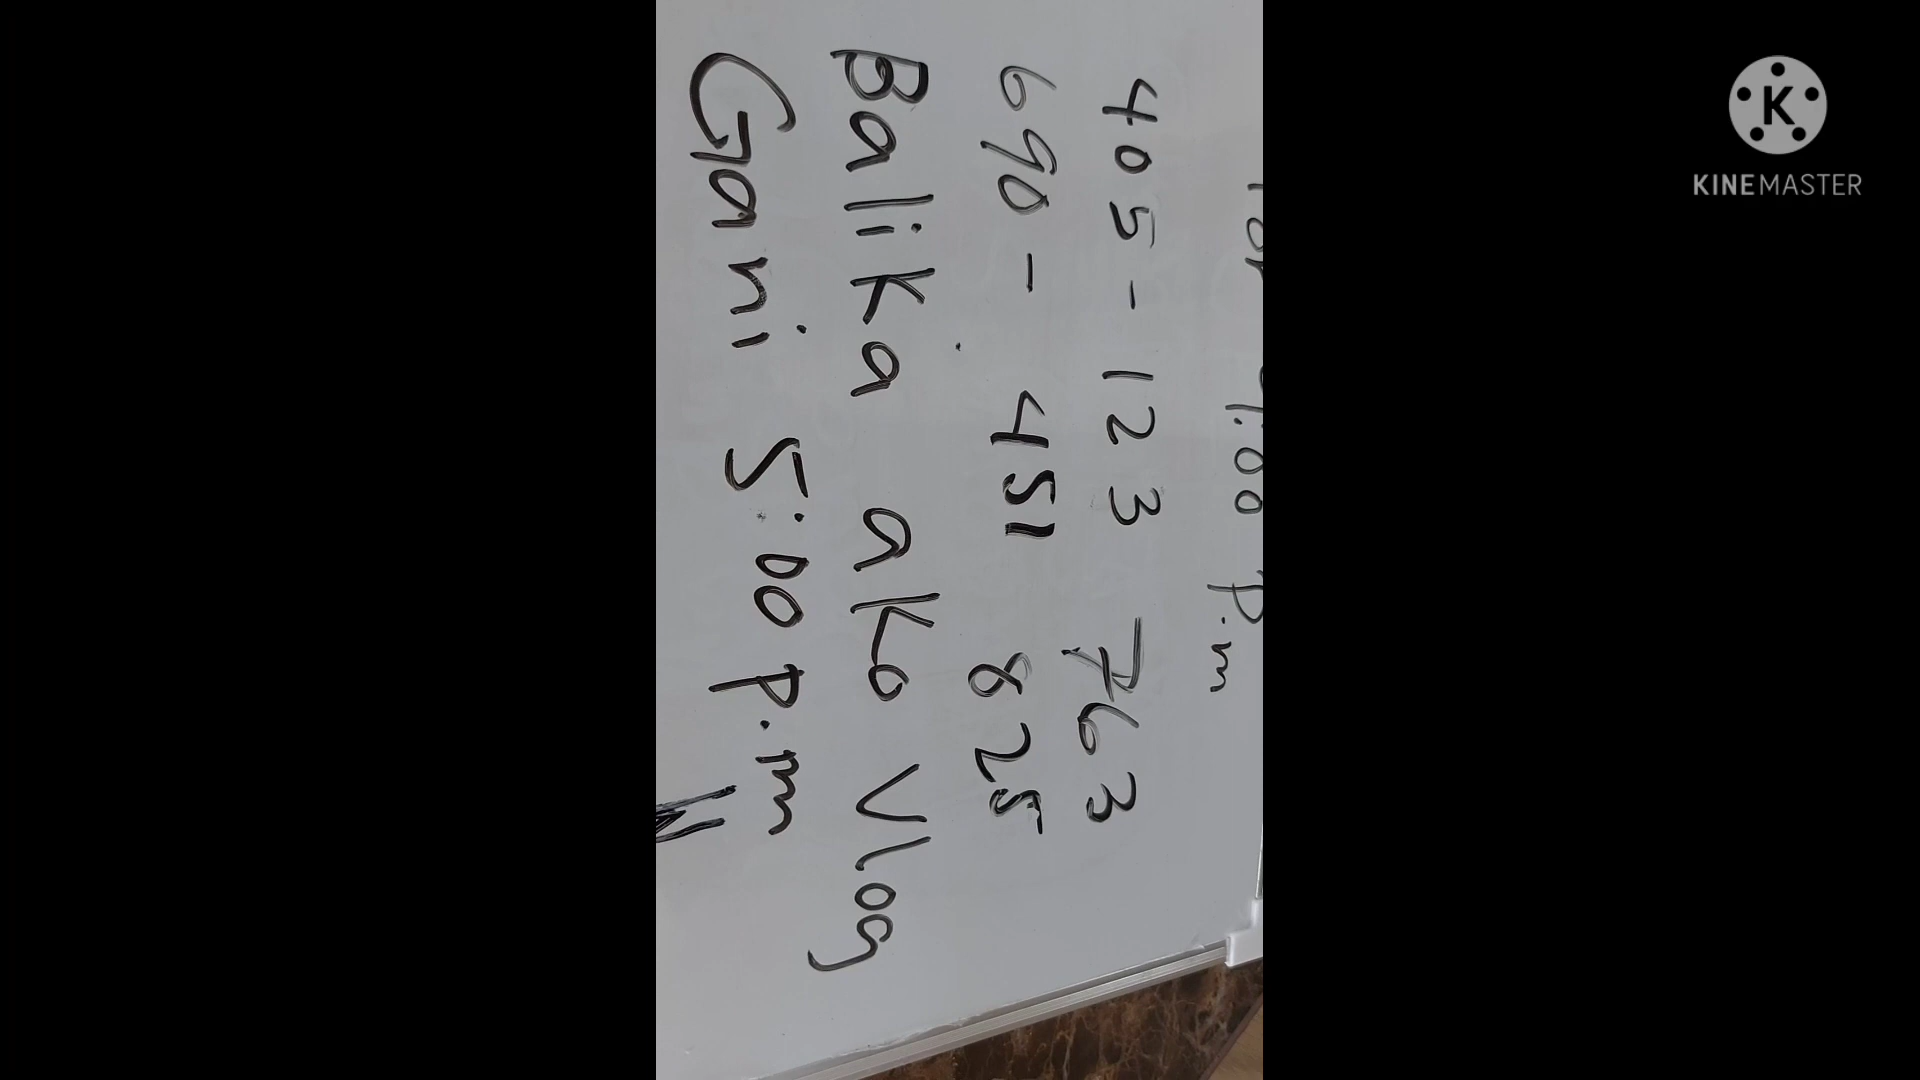 9:00 p.m
405-123 763
690-451 825
Balika ako Vlog
Gani 5:00 p.m
KINEMASTER